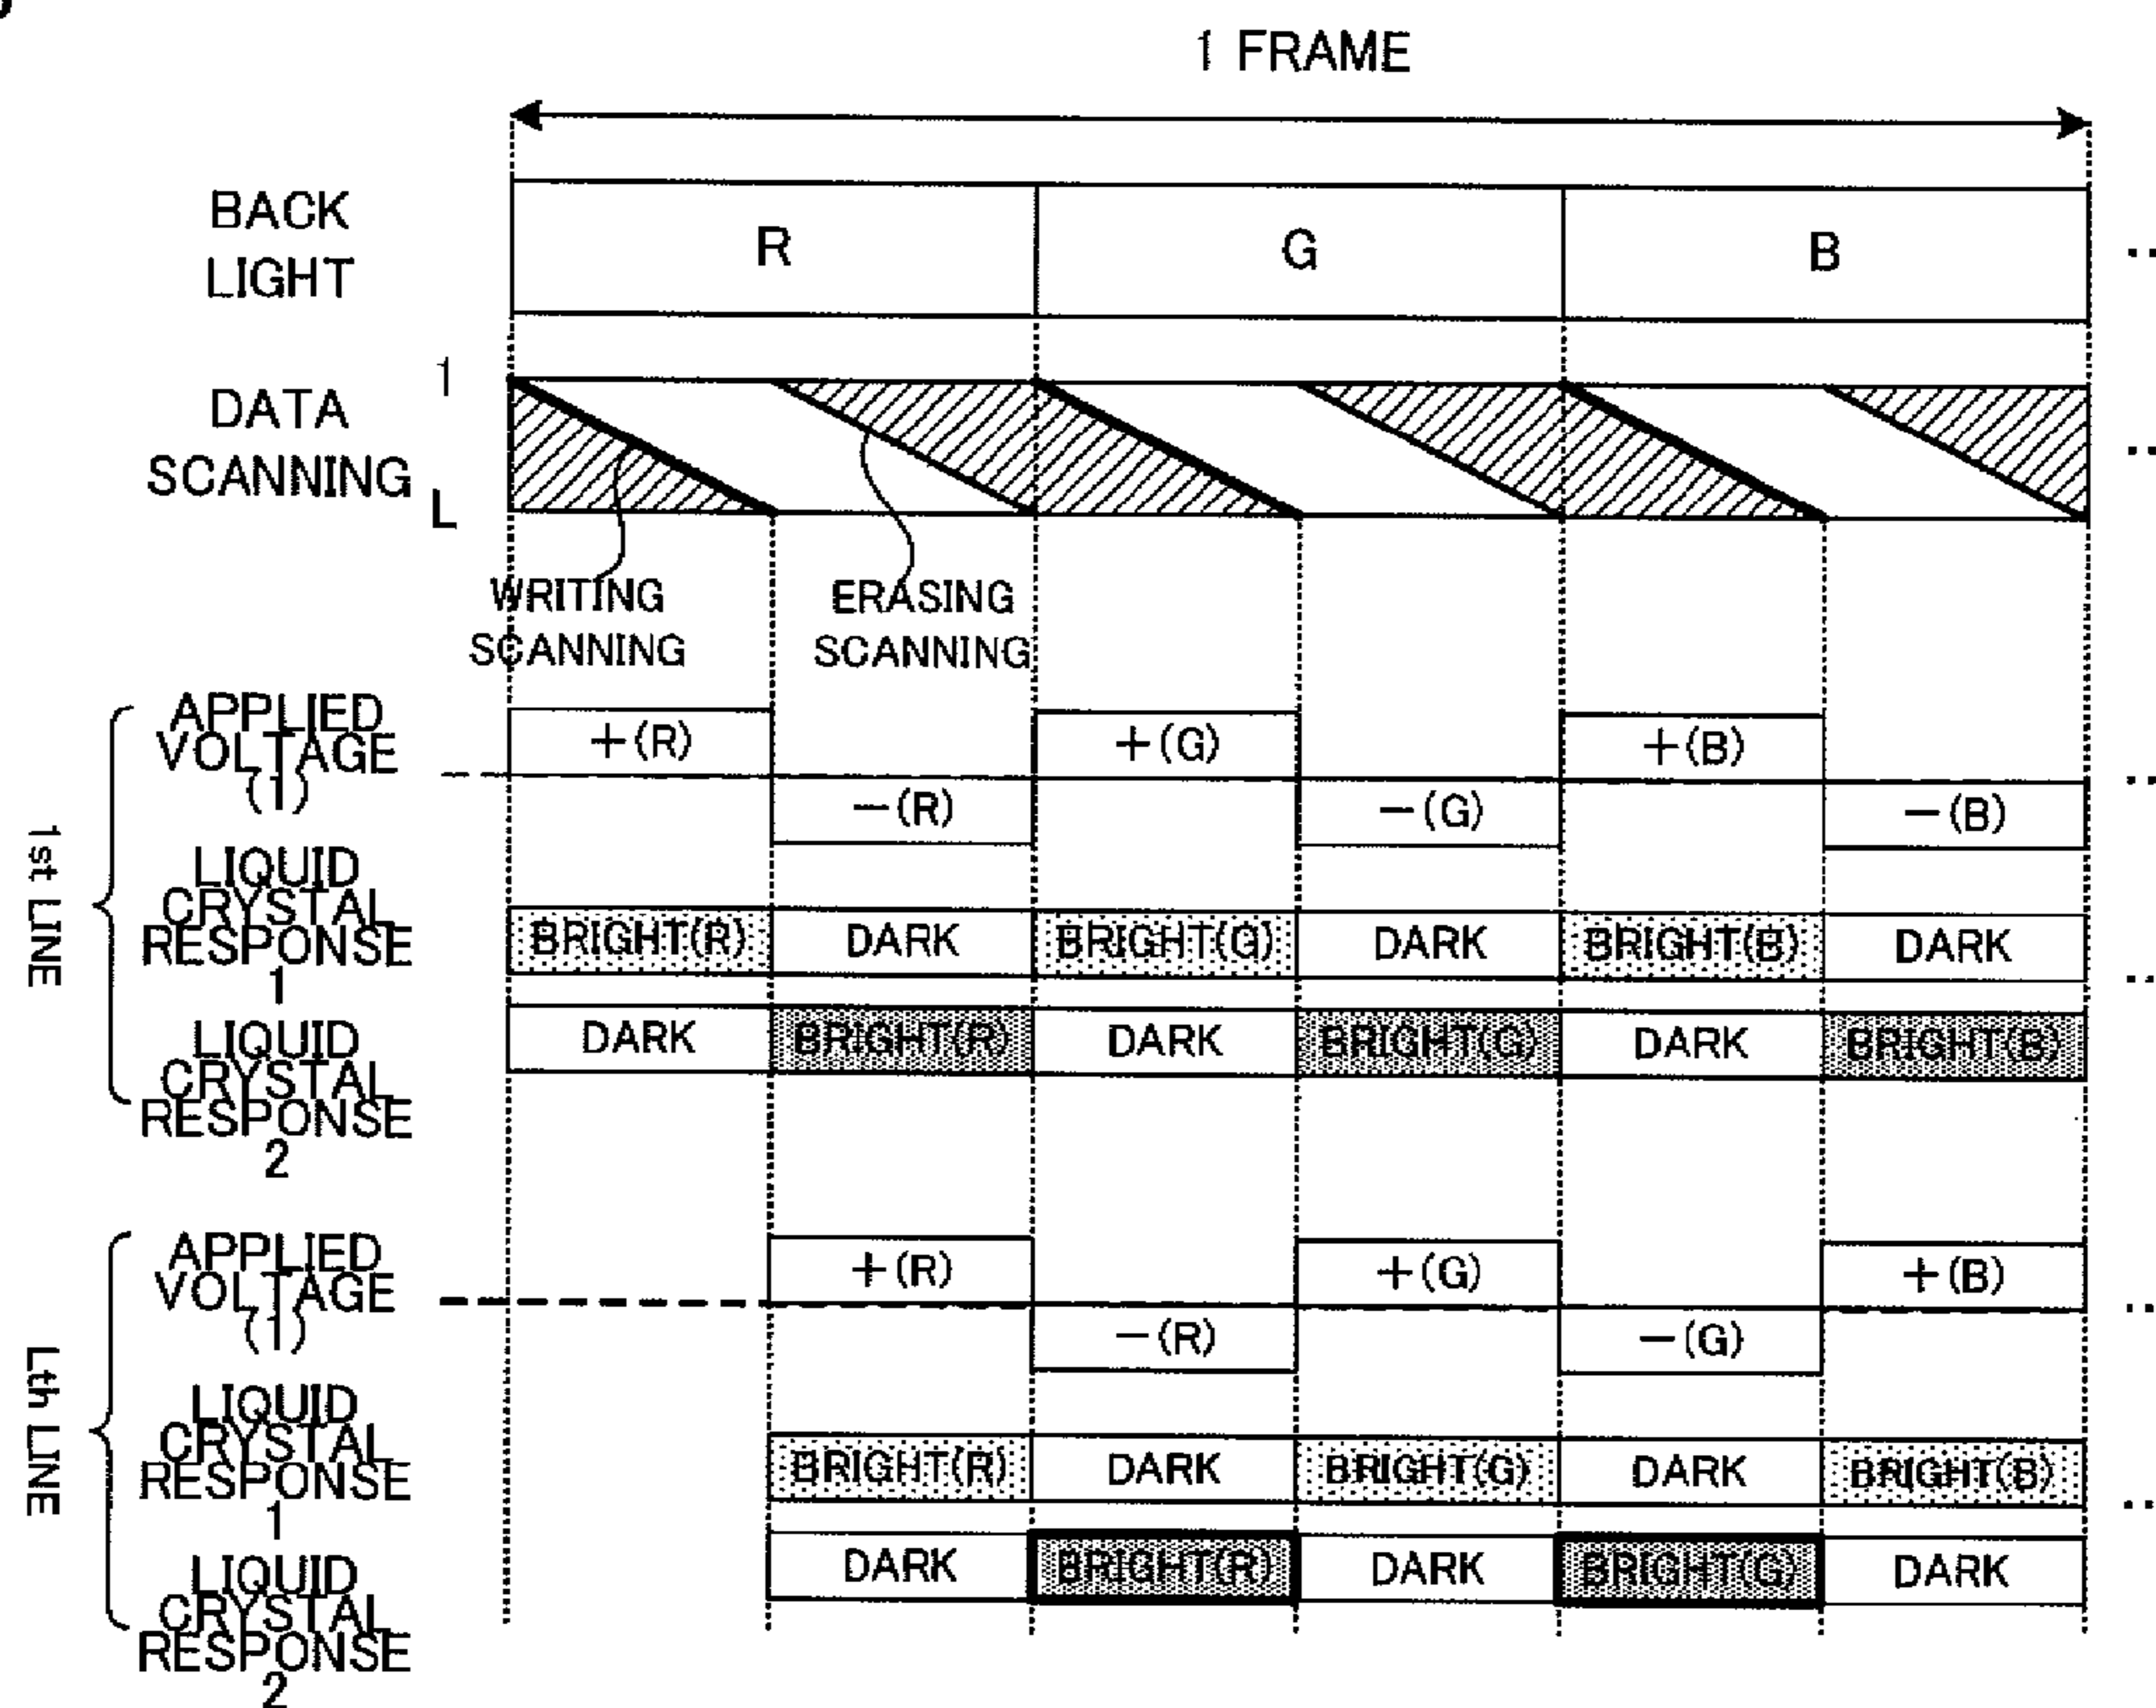 1 FRAME
BACK
LIGHT
R
G
B
DATA
SCANNING
1
L
WRITING
SCANNING
ERASING
SCANNING
1st LINE
APPLIED
VOLTAGE
(1)
+(R)
-(R)
+(G)
-(G)
+(B)
-(B)
LIQUID
CRYSTAL
RESPONSE
1
BRIGHT(R)
DARK
BRIGHT(G)
DARK
BRIGHT(B)
DARK
LIQUID
CRYSTAL
RESPONSE
2
DARK
BRIGHT(R)
DARK
BRIGHT(G)
DARK
BRIGHT(B)
Lth LINE
APPLIED
VOLTAGE
(1)
+(R)
-(R)
+(G)
-(G)
+(B)
LIQUID
CRYSTAL
RESPONSE
1
BRIGHT(R)
DARK
BRIGHT(G)
DARK
BRIGHT(B)
LIQUID
CRYSTAL
RESPONSE
2
DARK
BRIGHT(R)
DARK
BRIGHT(G)
DARK